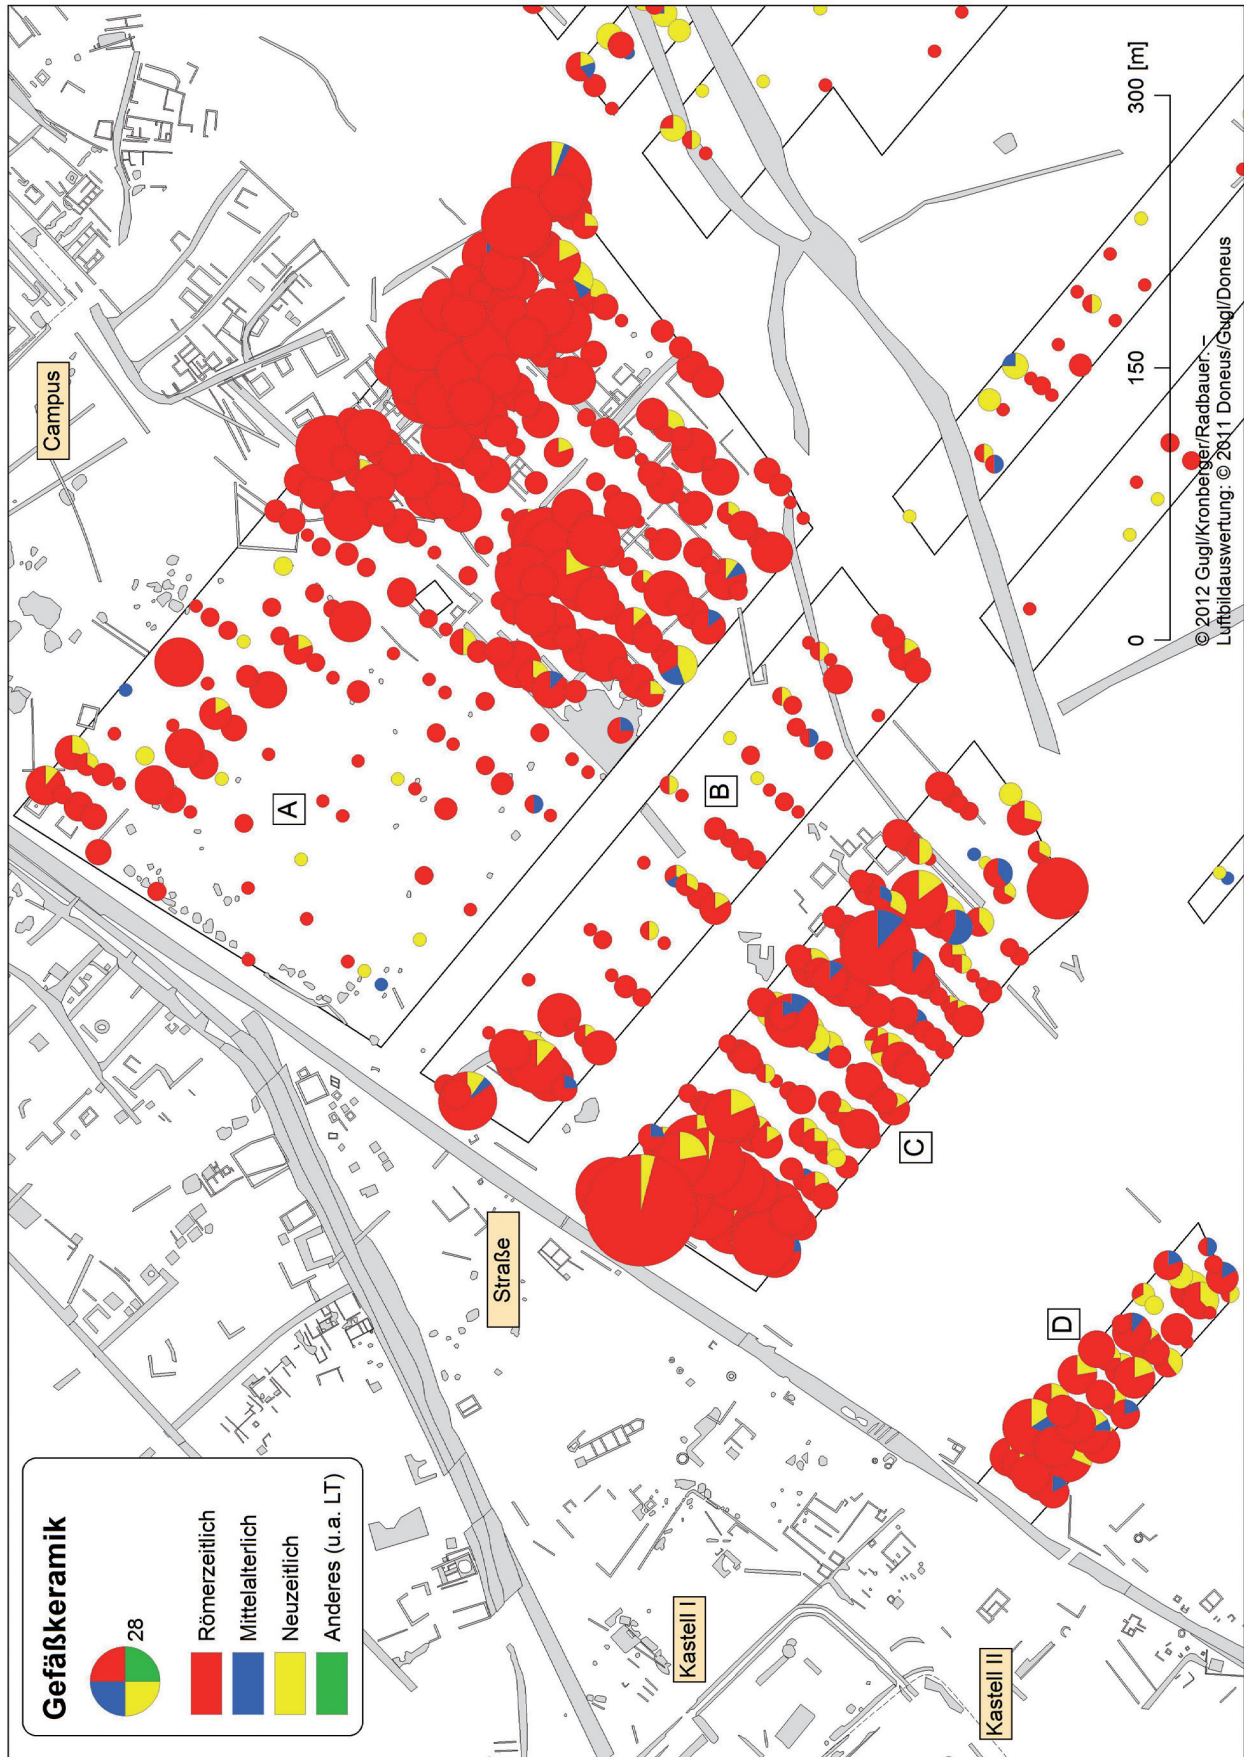 Gefäßkeramik
28
Römerzeitlich
Mittelalterlich
Neuzeitlich
Anderes (u.a. LT)
Campus
Straße
Kastell I
Kastell II
A
B
C
D
0 150 300 [m]
© 2012 Gugl/Kronberger/Radbauer.–
Luftbildauswertung: © 2011 Doneus/Gugl/Doneus